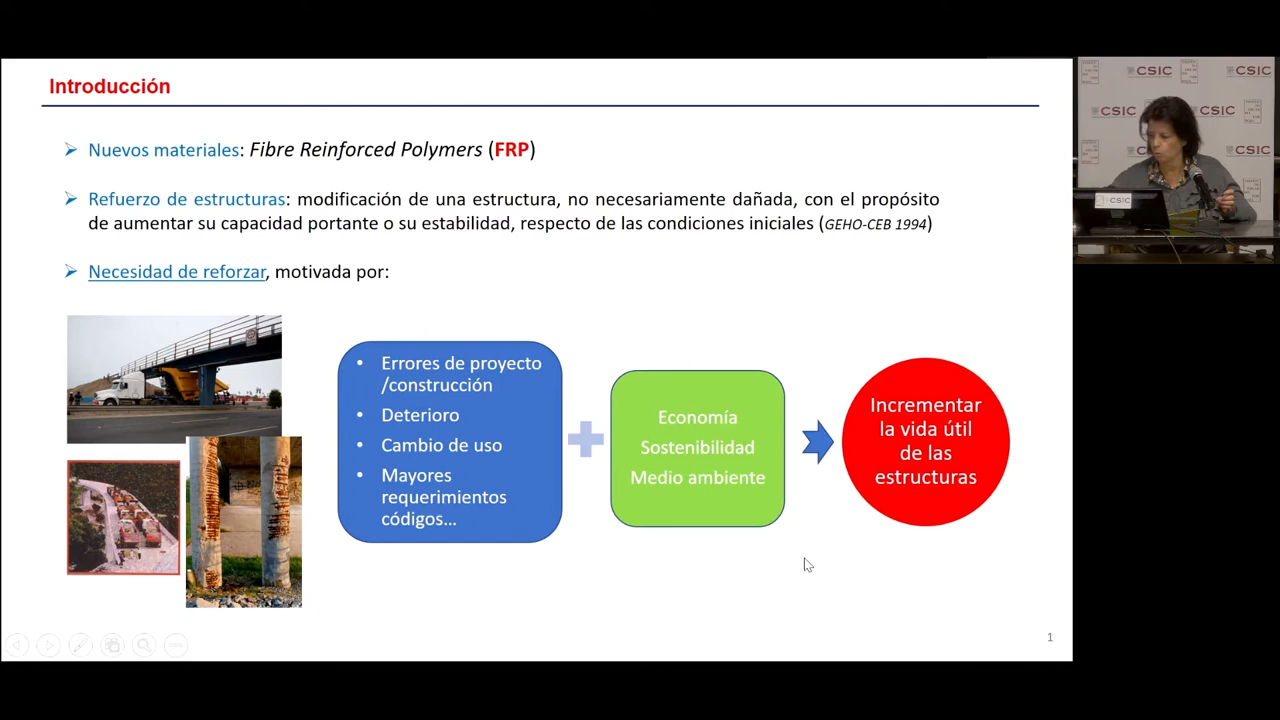 Introducción
Nuevos materiales: Fibre Reinforced Polymers (FRP)
Refuerzo de estructuras: modificación de una estructura, no necesariamente dañada, con el propósito
de aumentar su capacidad portante o su estabilidad, respecto de las condiciones iniciales (GEHO-CEB 1994)
Necesidad de reforzar, motivada por:
• Errores de proyecto
/construcción
• Deterioro
• Cambio de uso
• Mayores
requerimientos
códigos...
Economía
Sostenibilidad
Medio ambiente
Incrementar
la vida útil
de las
estructuras
1
CSIC
CSIC
CSIC
CSIC
CSIC
CSIC